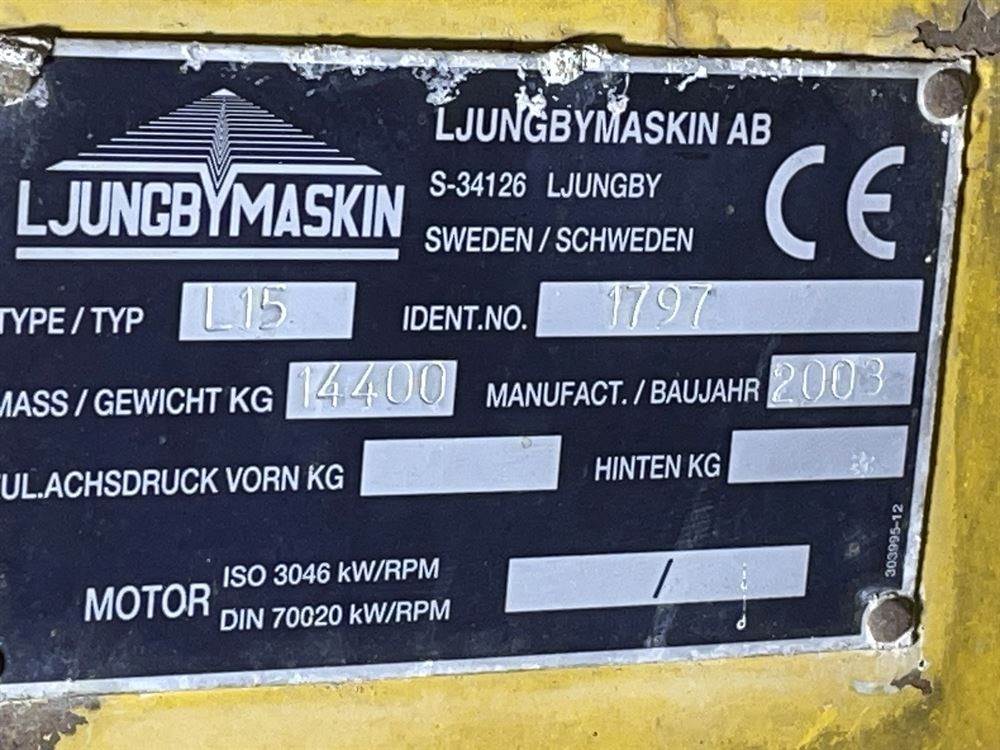 LJUNGBYMASKIN
LJUNGBYMASKIN AB
S-34126 LJUNGBY
SWEDEN / SCHWEDEN
CE
TYPE / TYP L15 IDENT.NO. 1797
MASS / GEWICHT KG 14400 MANUFACT. / BAUJAHR 2003
UL.ACHSDRUCK VORN KG HINTEN KG
MOTOR ISO 3046 kW/RPM /
DIN 70020 kW/RPM
303995-12